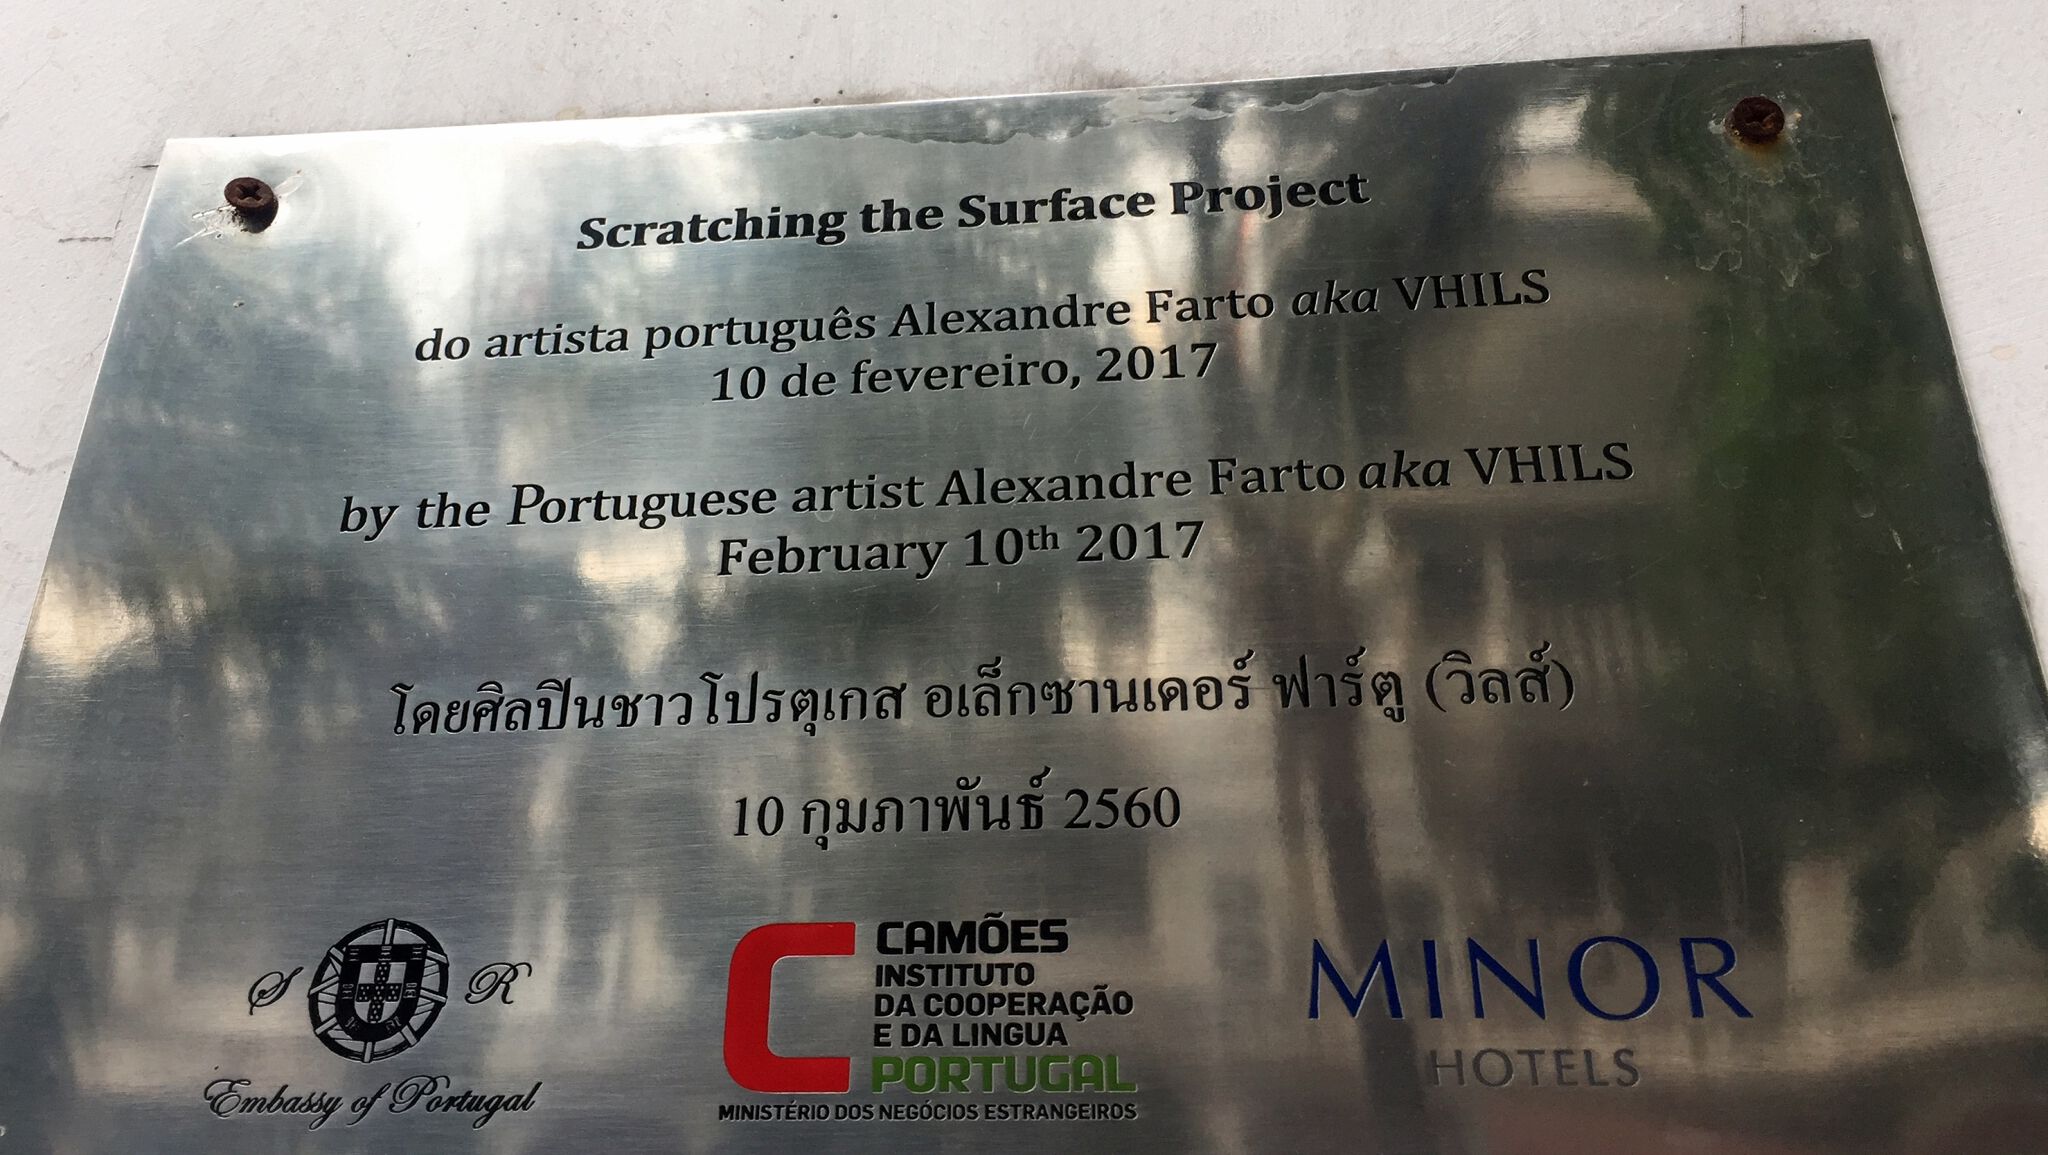 Scratching the Surface Project
do artista português Alexandre Farto aka VHILS
10 de fevereiro, 2017
by the Portuguese artist Alexandre Farto aka VHILS
February 10th 2017
โดยศิลปินชาวโปรตุเกส อเล็กซานเดอร์ ฟาร์ตู (วิลส์)
10 กุมภาพันธ์ 2560
S R
Embassy of Portugal
CAMÕES
INSTITUTO
DA COOPERAÇÃO
E DA LINGUA
PORTUGAL
MINISTÉRIO DOS NEGÓCIOS ESTRANGEIROS
MINOR
HOTELS